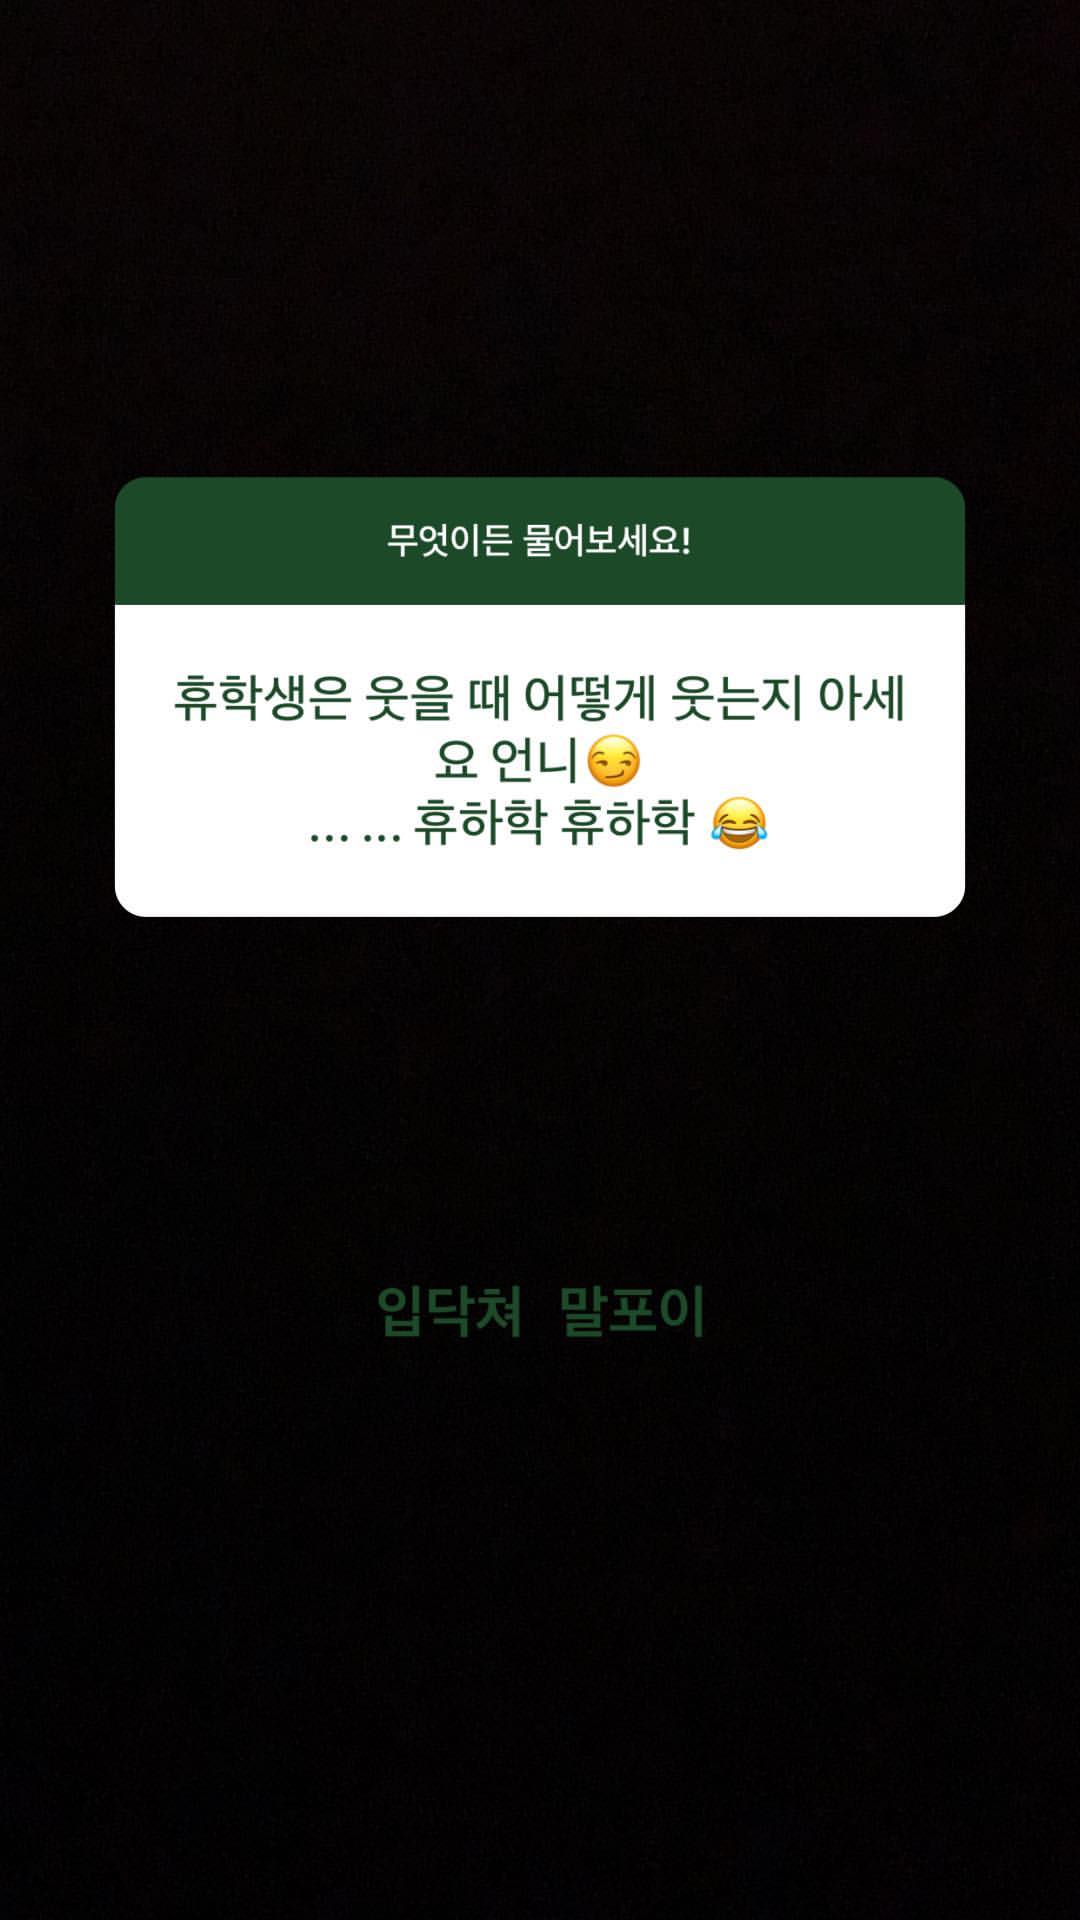 무엇이든 물어보세요!
휴학생은 웃을 때 어떻게 웃는지 아세
요 언니😏
... ... 휴하학 휴하학 😂
입닥쳐 말포이